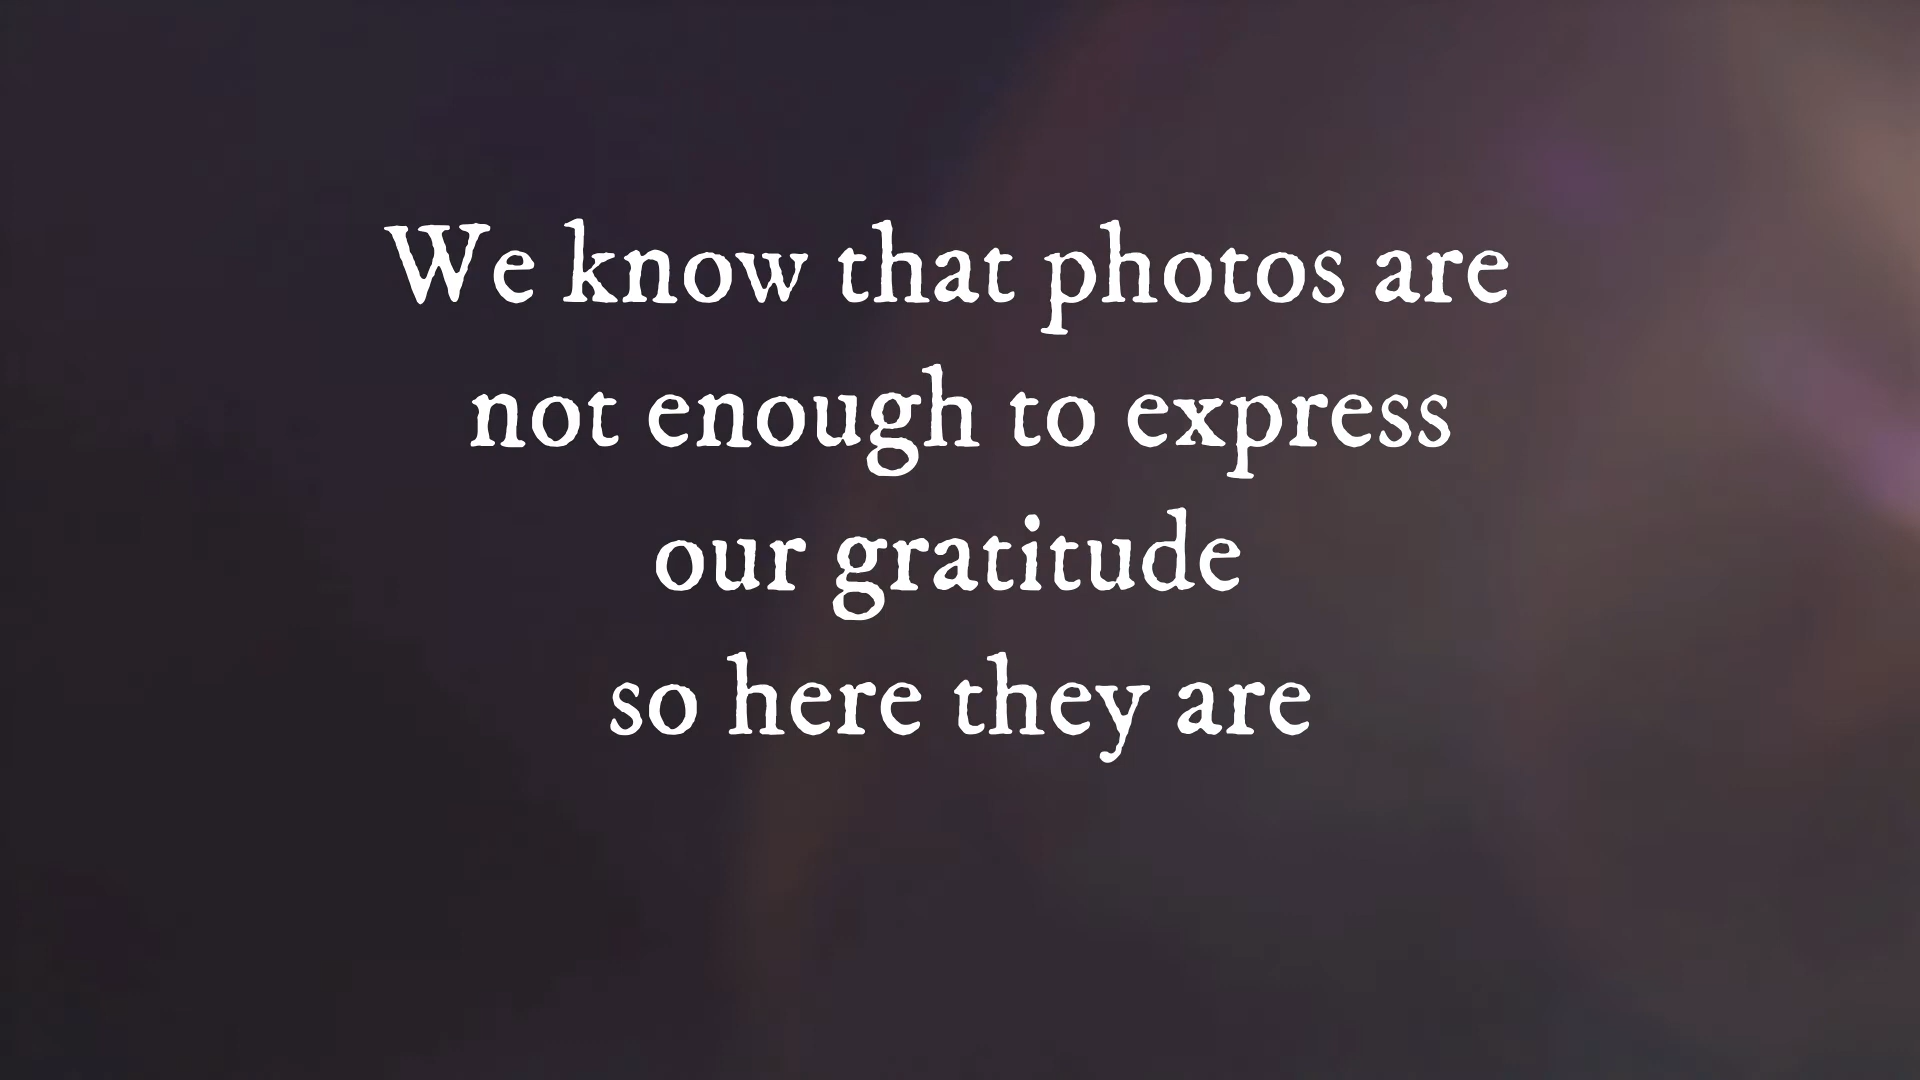 We know that photos are
not enough to express
our gratitude
so here they are